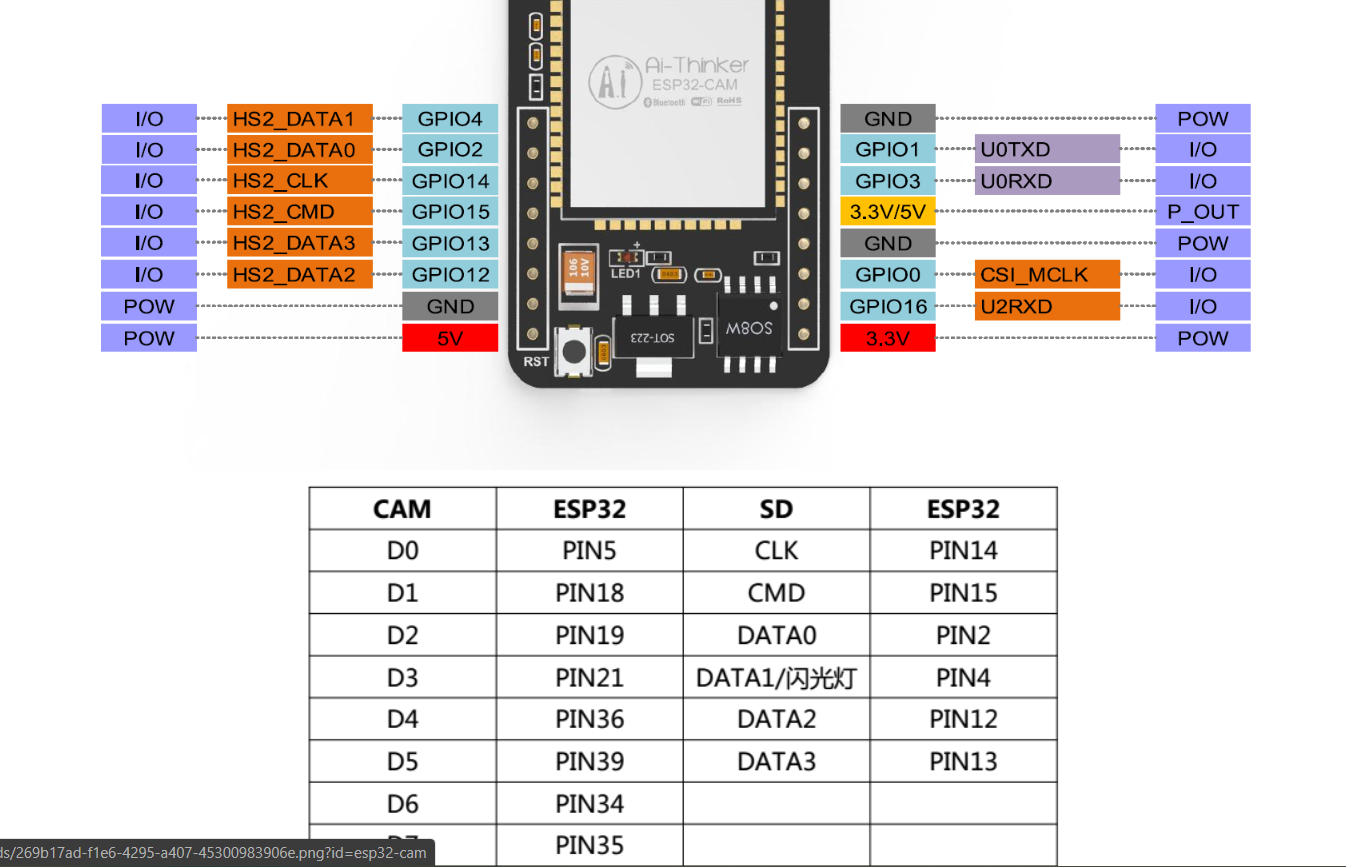 Ai-Thinker
ESP32-CAM
Bluetooth WiFi RoHS
I/O HS2_DATA1 GPIO4 GND POW
I/O HS2_DATA0 GPIO2 GPIO1 U0TXD I/O
I/O HS2_CLK GPIO14 GPIO3 U0RXD I/O
I/O HS2_CMD GPIO15 3.3V/5V P_OUT
I/O HS2_DATA3 GPIO13 GND POW
I/O HS2_DATA2 GPIO12 GPIO0 CSI_MCLK I/O
POW GND GPIO16 U2RXD I/O
POW 5V 3.3V POW
106
10V
+
LED1
SO8W
SOT-223
RST
CAM ESP32 SD ESP32
D0 PIN5 CLK PIN14
D1 PIN18 CMD PIN15
D2 PIN19 DATA0 PIN2
D3 PIN21 DATA1/闪光灯 PIN4
D4 PIN36 DATA2 PIN12
D5 PIN39 DATA3 PIN13
D6 PIN34
PIN35
ds/269b17ad-f1e6-4295-a407-45300983906e.png?id=esp32-cam